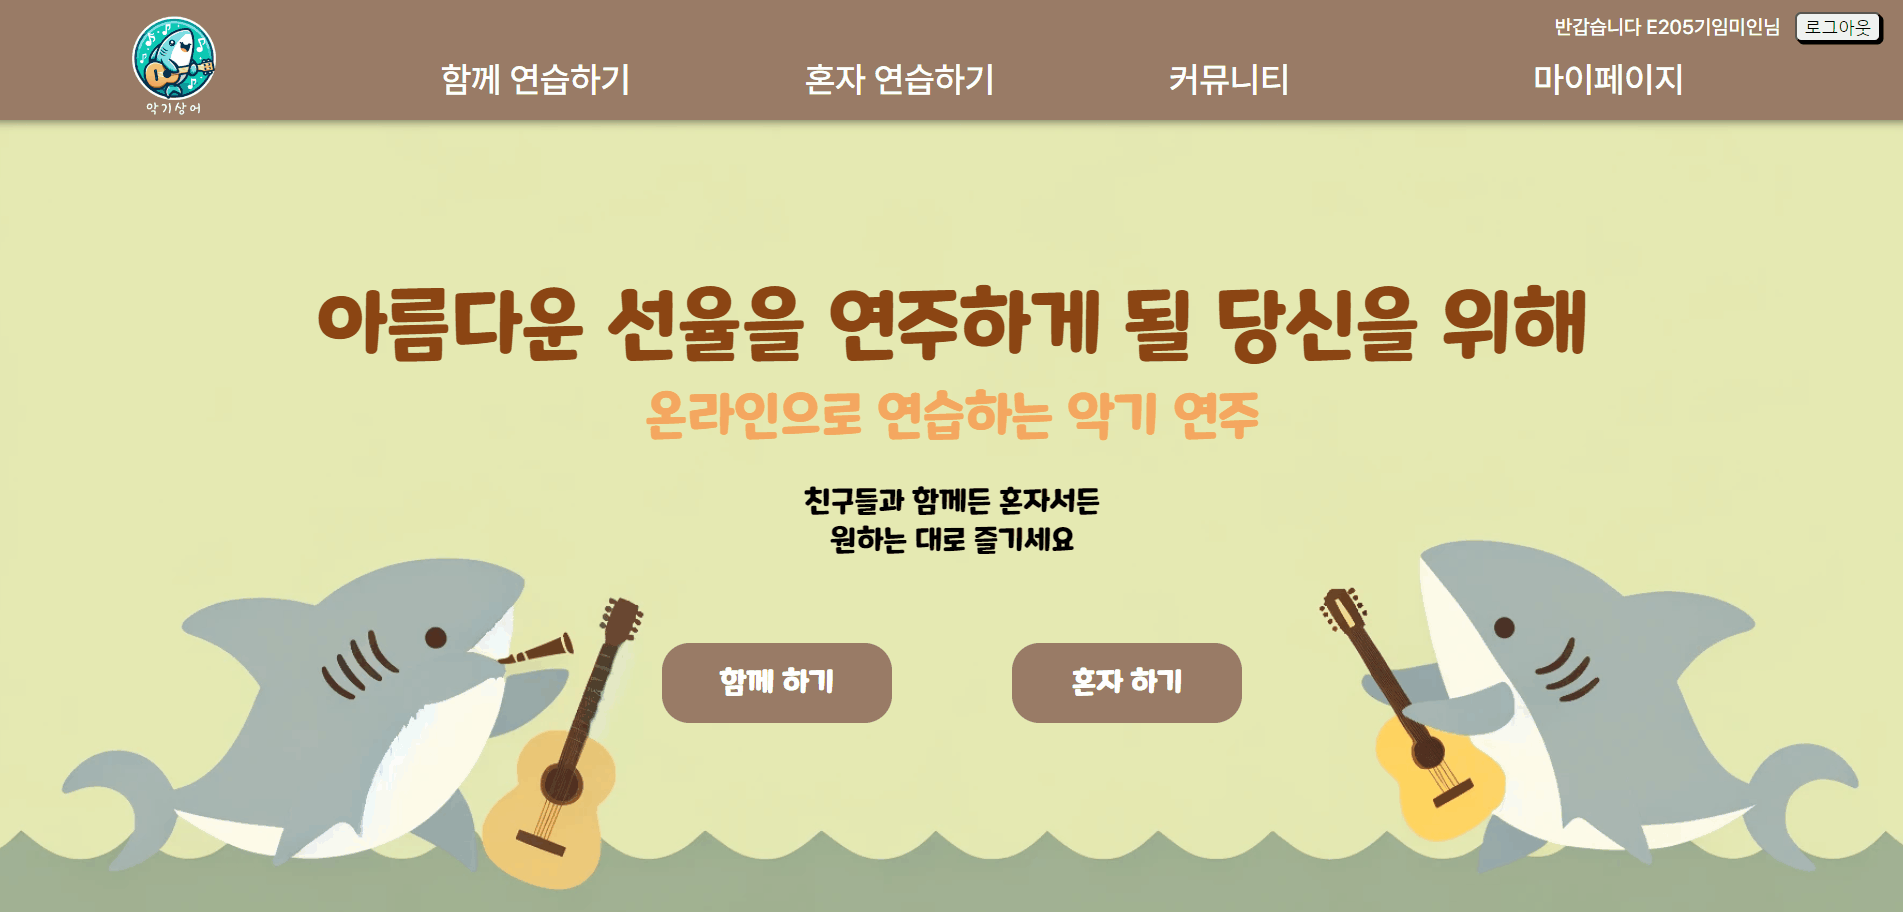 반갑습니다 E205기임미인님 로그아웃
악기상어
함께 연습하기 혼자 연습하기 커뮤니티 마이페이지
아름다운 선율을 연주하게 될 당신을 위해
온라인으로 연습하는 악기 연주
친구들과 함께든 혼자서든
원하는 대로 즐기세요
함께 하기 혼자 하기